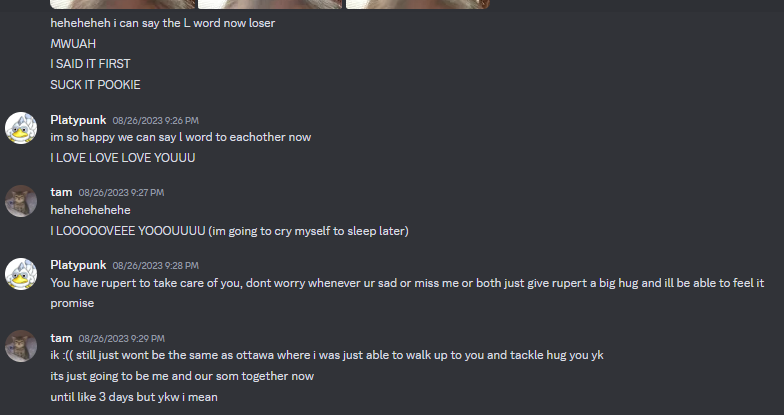 heheheheh i can say the L word now loser
MWUAH
I SAID IT FIRST
SUCK IT POOKIE
Platypunk 08/26/2023 9:26 PM
im so happy we can say l word to eachother now
I LOVE LOVE LOVE YOUUU
tam 08/26/2023 9:27 PM
hehehehehehe
I LOOOOOVEEE YOOOUUUU (im going to cry myself to sleep later)
Platypunk 08/26/2023 9:28 PM
You have rupert to take care of you, dont worry whenever ur sad or miss me or both just give rupert a big hug and ill be able to feel it
promise
tam 08/26/2023 9:29 PM
ik :(( still just wont be the same as ottawa where i was just able to walk up to you and tackle hug you yk
its just going to be me and our som together now
until like 3 days but ykw i mean